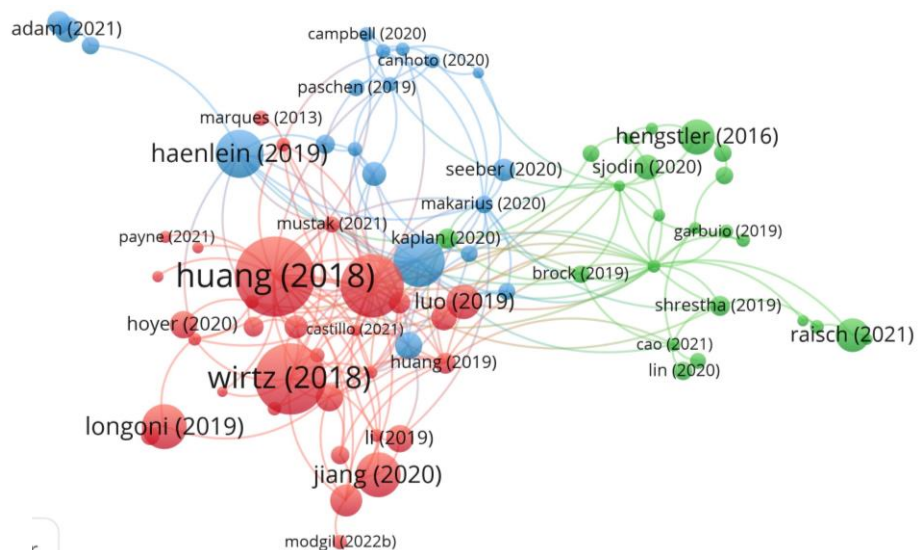 adam (2021)
campbell (2020)
canhoto (2020)
paschen (2019)
marques (2013)
haenlein (2019)
hengstler (2016)
seeber (2020)
sjodin (2020)
makarius (2020)
mustak (2021)
payne (2021)
kaplan (2020)
garbuio (2019)
huang (2018)
brock (2019)
luo (2019)
shrestha (2019)
hoyer (2020)
castillo (2021)
raisch (2021)
cao (2021)
huang (2019)
lin (2020)
wirtz (2018)
longoni (2019)
li (2019)
jiang (2020)
modgil (2022b)